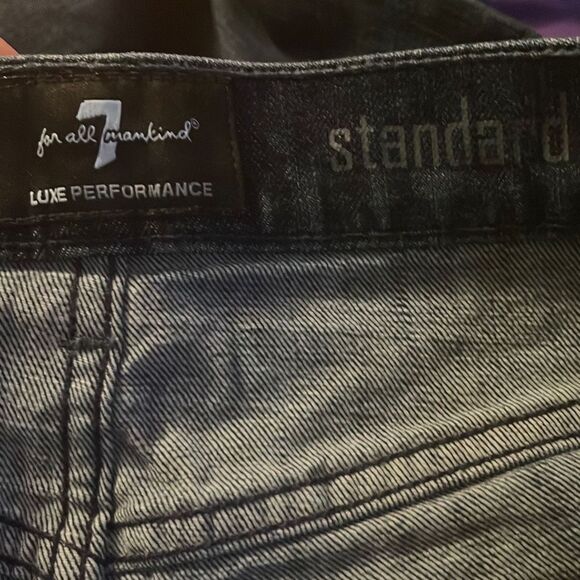 7
for all mankind®
LUXE PERFORMANCE
standard